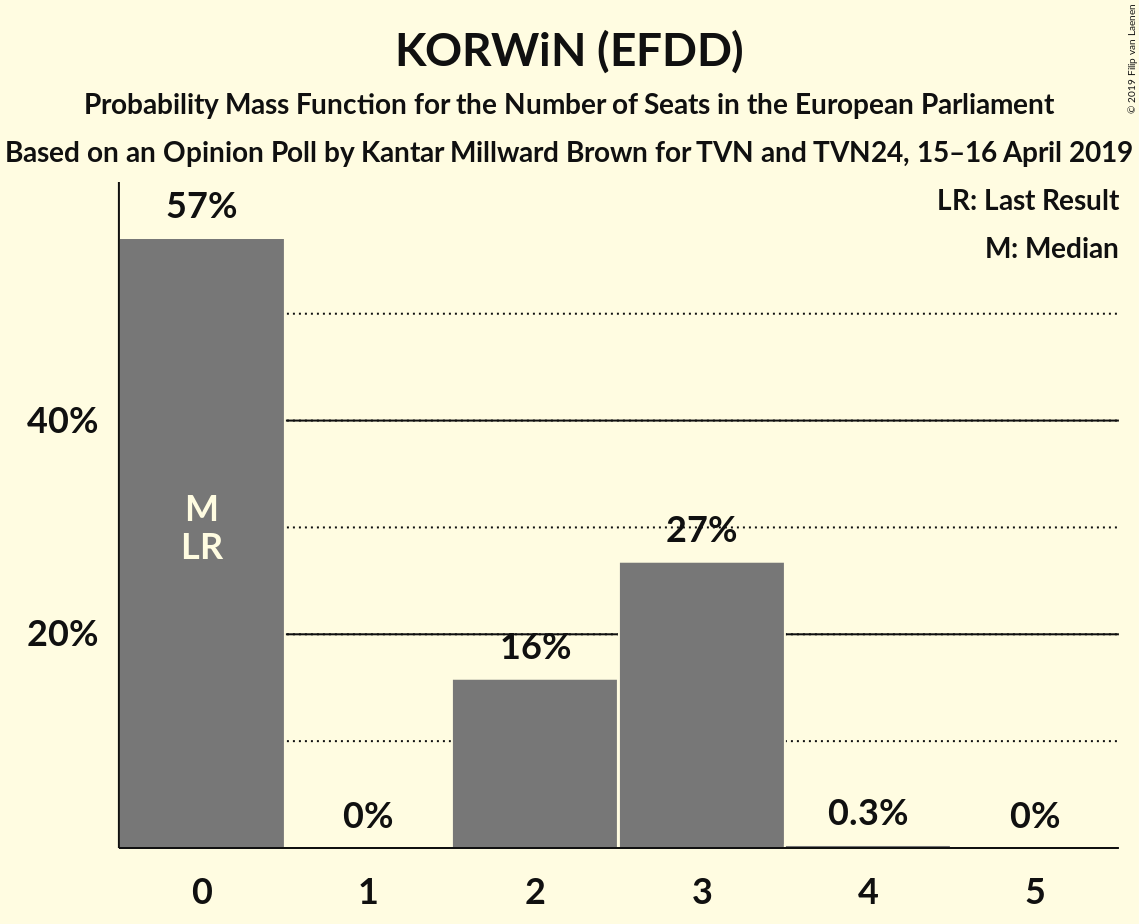 KORWiN (EFDD)
Probability Mass Function for the Number of Seats in the European Parliament
Based on an Opinion Poll by Kantar Millward Brown for TVN and TVN24, 15–16 April 2019
© 2019 Filip van Laenen
LR: Last Result
M: Median
57%
40%
M
LR
27%
20%
16%
0%
0.3%
0%
0 1 2 3 4 5